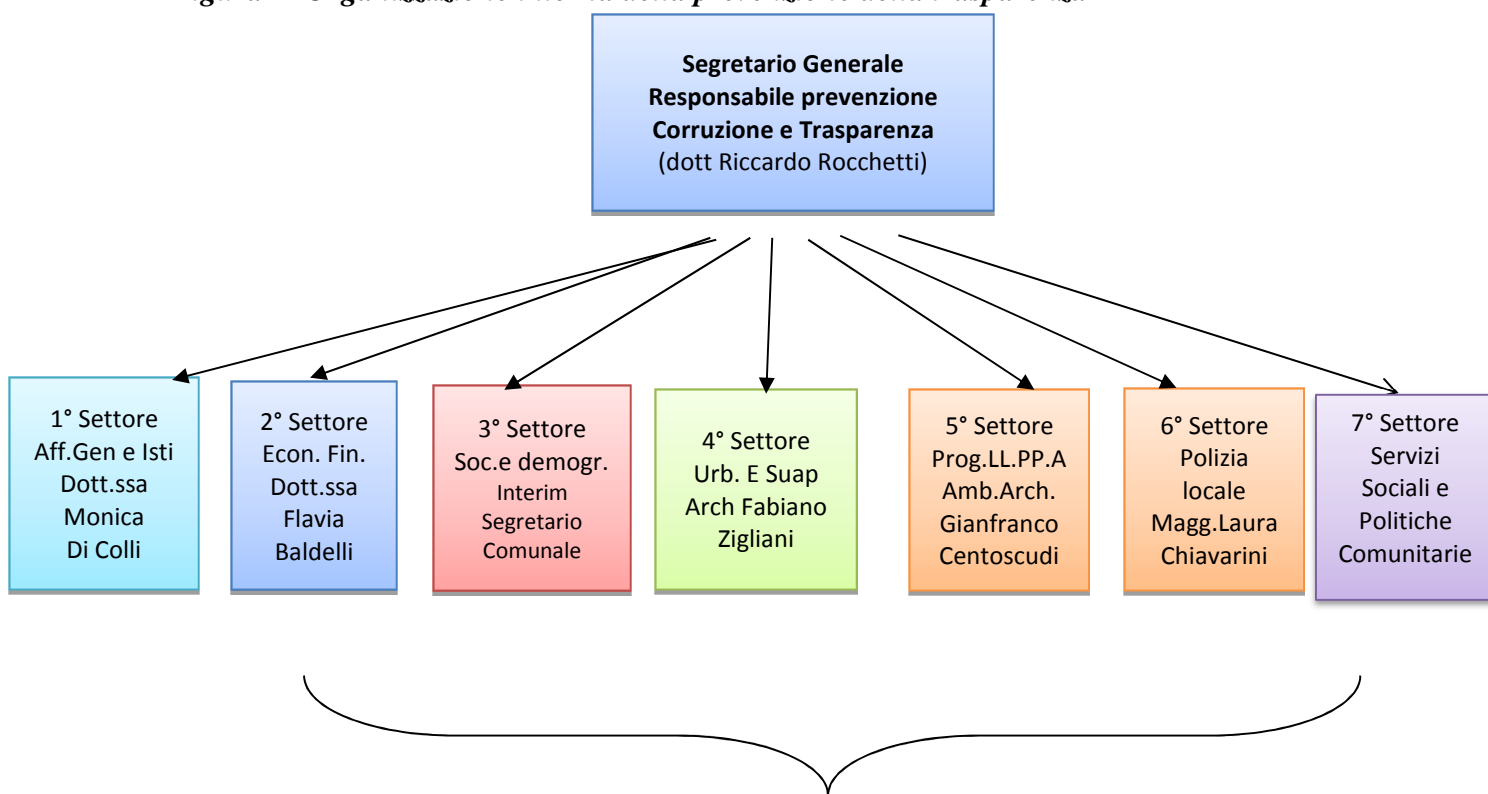 Segretario Generale
Responsabile prevenzione
Corruzione e Trasparenza
(dott Riccardo Rocchetti)
1° Settore
Aff.Gen e Isti
Dott.ssa
Monica
Di Colli
2° Settore
Econ. Fin.
Dott.ssa
Flavia
Baldelli
3° Settore
Soc.e demogr.
Interim
Segretario
Comunale
4° Settore
Urb. E Suap
Arch Fabiano
Zigliani
5° Settore
Prog.LL.PP.A
Amb.Arch.
Gianfranco
Centoscudi
6° Settore
Polizia
locale
Magg.Laura
Chiavarini
7° Settore
Servizi
Sociali e
Politiche
Comunitarie